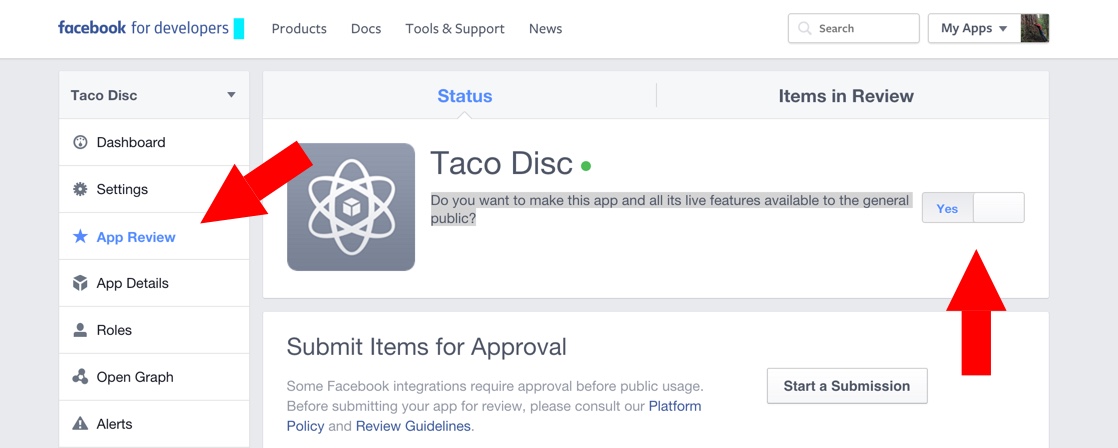 facebook for developers Products Docs Tools & Support News Search My Apps
Taco Disc
Dashboard
Settings
App Review
App Details
Roles
Open Graph
Alerts
Status Items in Review
Taco Disc
Do you want to make this app and all its live features available to the general
public?
Yes
Submit Items for Approval
Some Facebook integrations require approval before public usage.
Before submitting your app for review, please consult our Platform
Policy and Review Guidelines.
Start a Submission